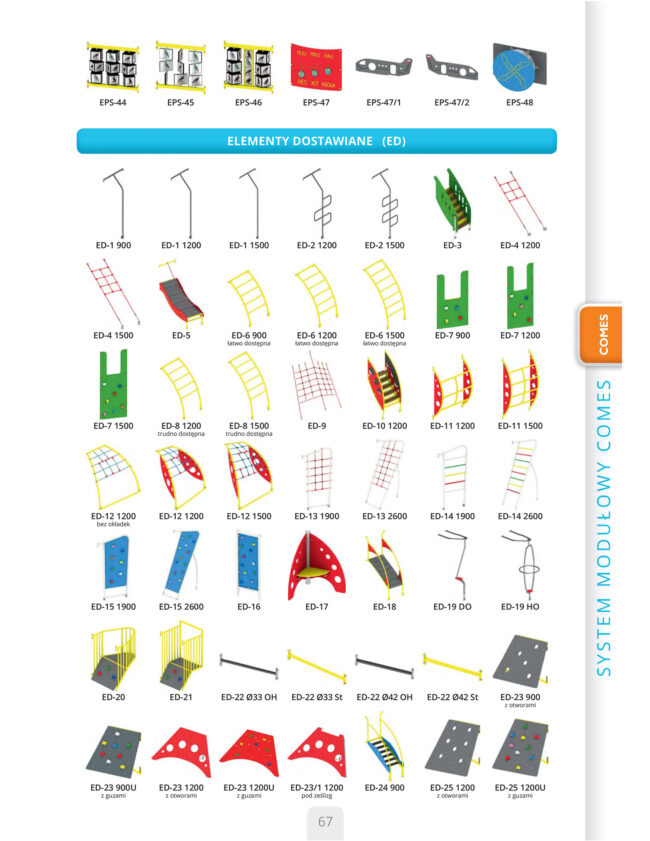 MUU MAU HAU
PIES KOT KROWA
EPS-44
EPS-45
EPS-46
EPS-47
EPS-47/1
EPS-47/2
EPS-48
ELEMENTY DOSTAWIANE (ED)
ED-1 900
ED-1 1200
ED-1 1500
ED-2 1200
ED-2 1500
ED-3
ED-4 1200
ED-4 1500
ED-5
ED-6 900
łatwo dostępna
ED-6 1200
łatwo dostępna
ED-6 1500
łatwo dostępna
ED-7 900
ED-7 1200
ED-7 1500
ED-8 1200
trudno dostępna
ED-8 1500
trudno dostępna
ED-9
ED-10 1200
ED-11 1200
ED-11 1500
ED-12 1200
bez okładek
ED-12 1200
ED-12 1500
ED-13 1900
ED-13 2600
ED-14 1900
ED-14 2600
ED-15 1900
ED-15 2600
ED-16
ED-17
ED-18
ED-19 DO
ED-19 HO
ED-20
ED-21
ED-22 Ø33 OH
ED-22 Ø33 St
ED-22 Ø42 OH
ED-22 Ø42 St
ED-23 900
z otworami
ED-23 900U
z guzami
ED-23 1200
z otworami
ED-23 1200U
z guzami
ED-23/1 1200
pod ześlizg
ED-24 900
ED-25 1200
z otworami
ED-25 1200U
z guzami
67
COMES
SYSTEM MODUŁOWY COMES